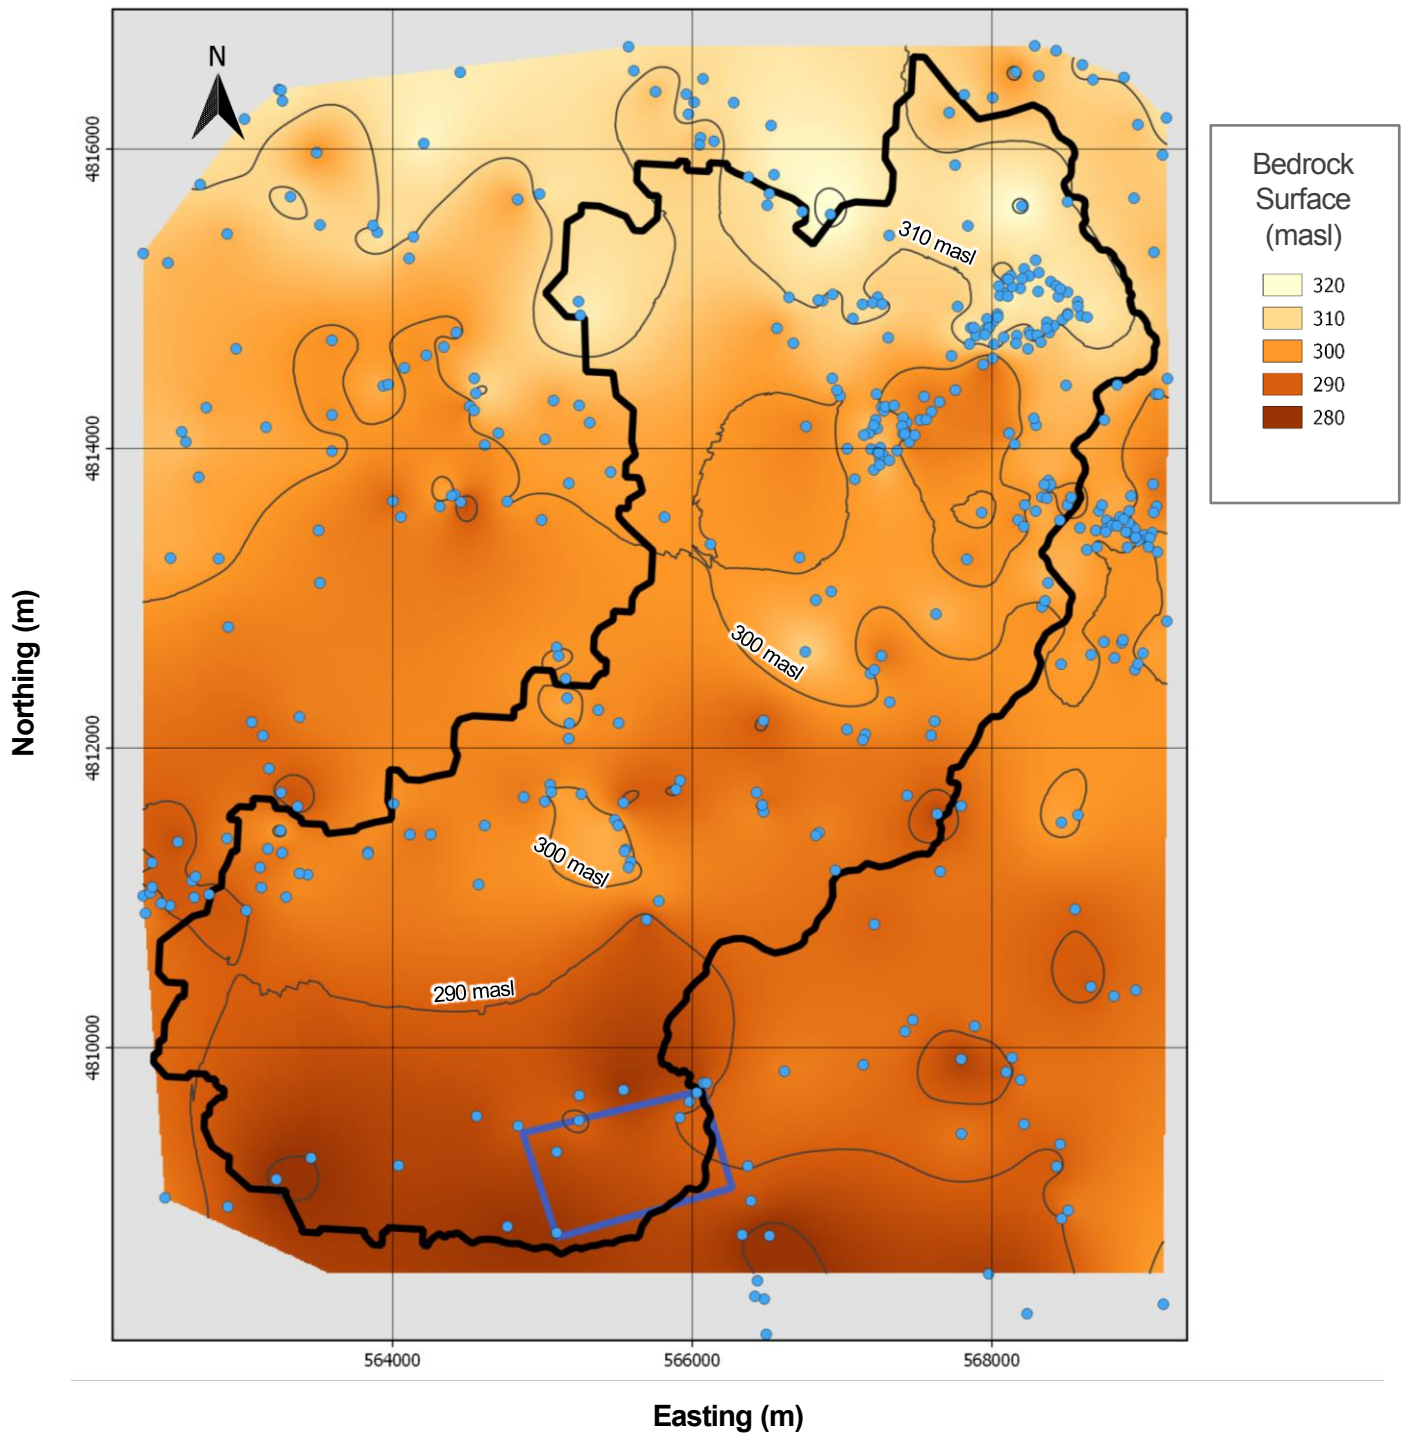 N
4816000
4814000
4812000
4810000
Northing (m)
310 masl
300 masl
300 masl
290 masl
564000
566000
568000
Easting (m)
Bedrock
Surface
(masl)
320
310
300
290
280